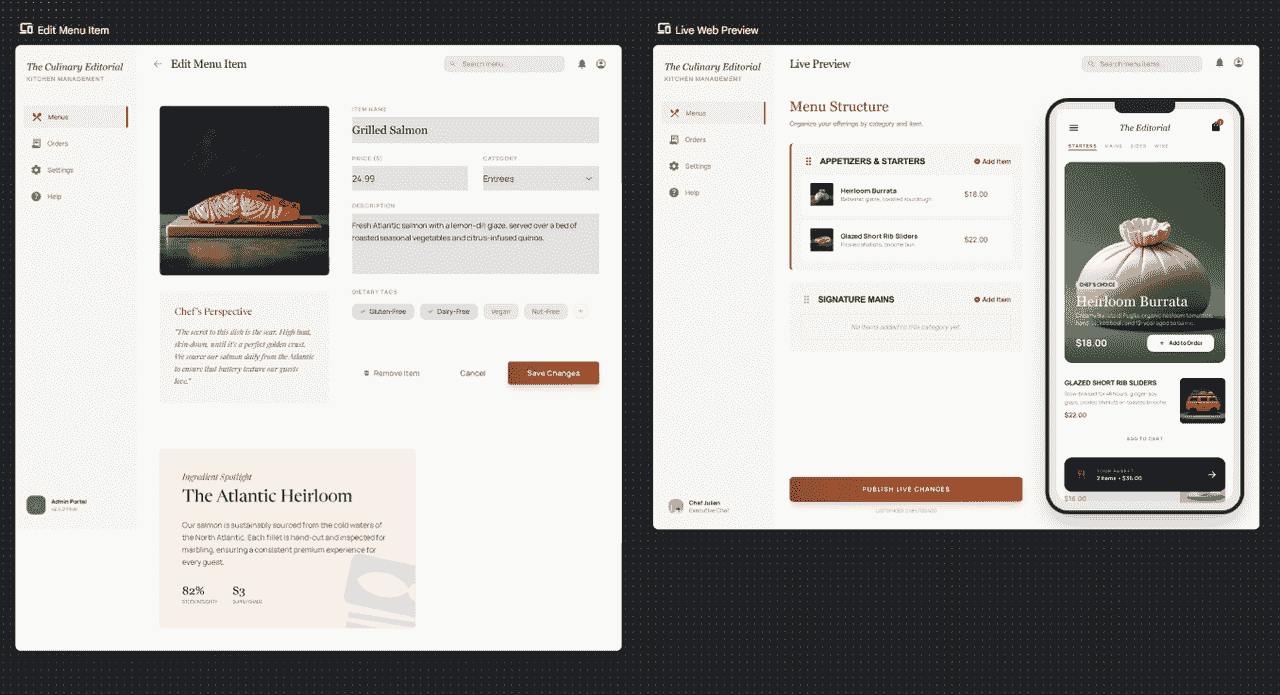 Edit Menu Item
The Culinary Editorial
KITCHEN MANAGEMENT
Menus
Orders
Settings
Help
Admin Portal
Edit Menu Item
Search menu...
ITEM NAME
Grilled Salmon
PRICE ($)
CATEGORY
24.99
Entrees
DESCRIPTION
Fresh Atlantic salmon with a lemon-dill glaze, served over a bed of
roasted seasonal vegetables and citrus-infused quinoa.
DIETARY TAGS
Gluten-Free
Dairy-Free
Vegan
Nut-Free
+
Remove Item
Cancel
Save Changes
Chef's Perspective
"The secret to this dish is the sear. High heat,
skin-down, until it's a perfect golden crust.
We source our salmon daily from the Atlantic
to ensure that buttery texture our guests
love."
Ingredient Spotlight
The Atlantic Heirloom
Our salmon is sustainably sourced from the cold waters of
the North Atlantic. Each fillet is hand-cut and inspected for
marbling, ensuring a consistent premium experience for
every guest.
82%
S3
Live Web Preview
The Culinary Editorial
KITCHEN MANAGEMENT
Menus
Orders
Settings
Help
Chef Julien
Executive Chef
Live Preview
Search menu items...
Menu Structure
Organize your offerings by category and item.
APPETIZERS & STARTERS
Add Item
Heirloom Burrata
Balsamic glaze, toasted sourdough
$18.00
Glazed Short Rib Sliders
Pickled shallots, brioche bun
$22.00
SIGNATURE MAINS
Add Item
No items added to this category yet.
PUBLISH LIVE CHANGES
The Editorial
STARTERS
MAINS
SIDES
WINE
CHEF'S CHOICE
Heirloom Burrata
$18.00
+ Add to Order
GLAZED SHORT RIB SLIDERS
$22.00
ADD TO CART
YOUR BASKET
2 items • $36.00
$16.00